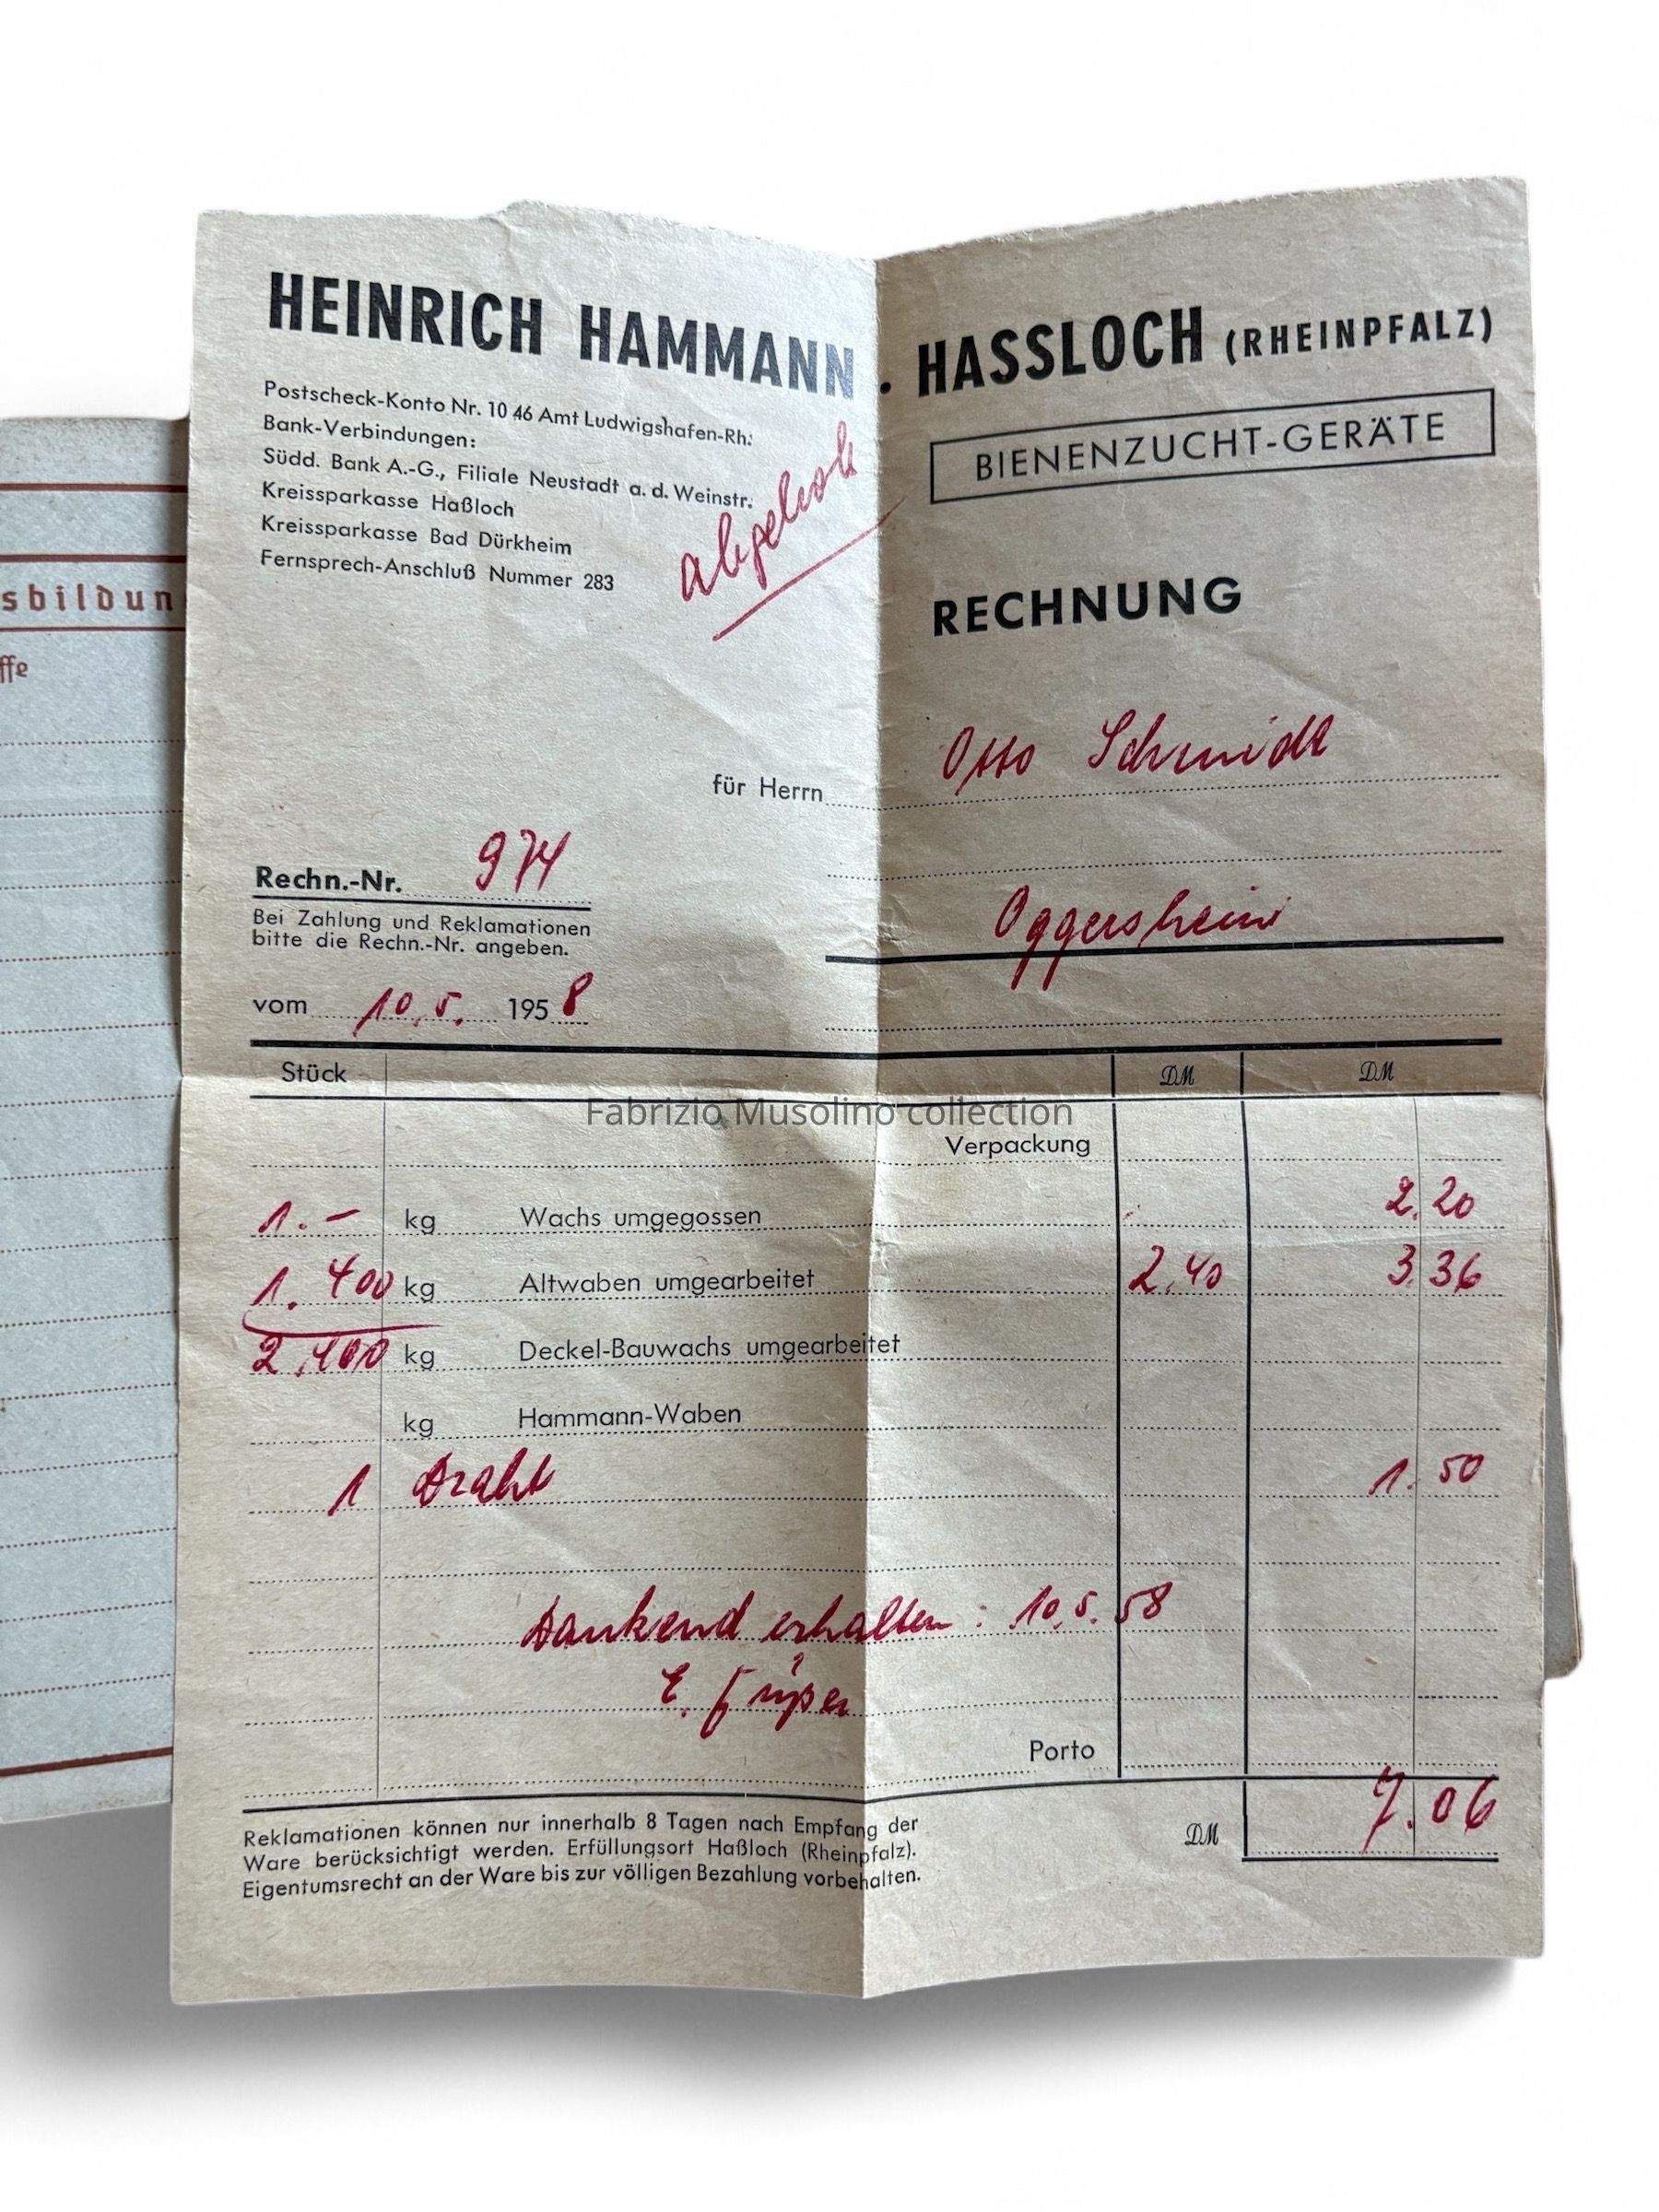 HEINRICH HAMMANN · HASSLOCH (RHEINPFALZ)
Postscheck-Konto Nr. 10 46 Amt Ludwigshafen-Rh.
Bank-Verbindungen:
Südd. Bank A.-G., Filiale Neustadt a. d. Weinstr.
Kreissparkasse Haßloch
Kreissparkasse Bad Dürkheim
Fernsprech-Anschluß Nummer 283
abgeholt
BIENENZUCHT-GERÄTE
RECHNUNG
für Herrn Otto Schmidt
Oggersheim
Rechn.-Nr. 974
Bei Zahlung und Reklamationen
bitte die Rechn.-Nr. angeben.
vom 10.5. 1958
Stück DM DM
Fabrizio Musolino collection
Verpackung
1.– kg Wachs umgegossen 2.20
1.400 kg Altwaben umgearbeitet 2.40 3.36
2.400 kg Deckel-Bauwachs umgearbeitet
kg Hammann-Waben
1 Draht 1.50
Dankend erhalten: 10.5.58
E.
Porto
DM 7.06
Reklamationen können nur innerhalb 8 Tagen nach Empfang der
Ware berücksichtigt werden. Erfüllungsort Haßloch (Rheinpfalz).
Eigentumsrecht an der Ware bis zur völligen Bezahlung vorbehalten.
sbildun
ffe